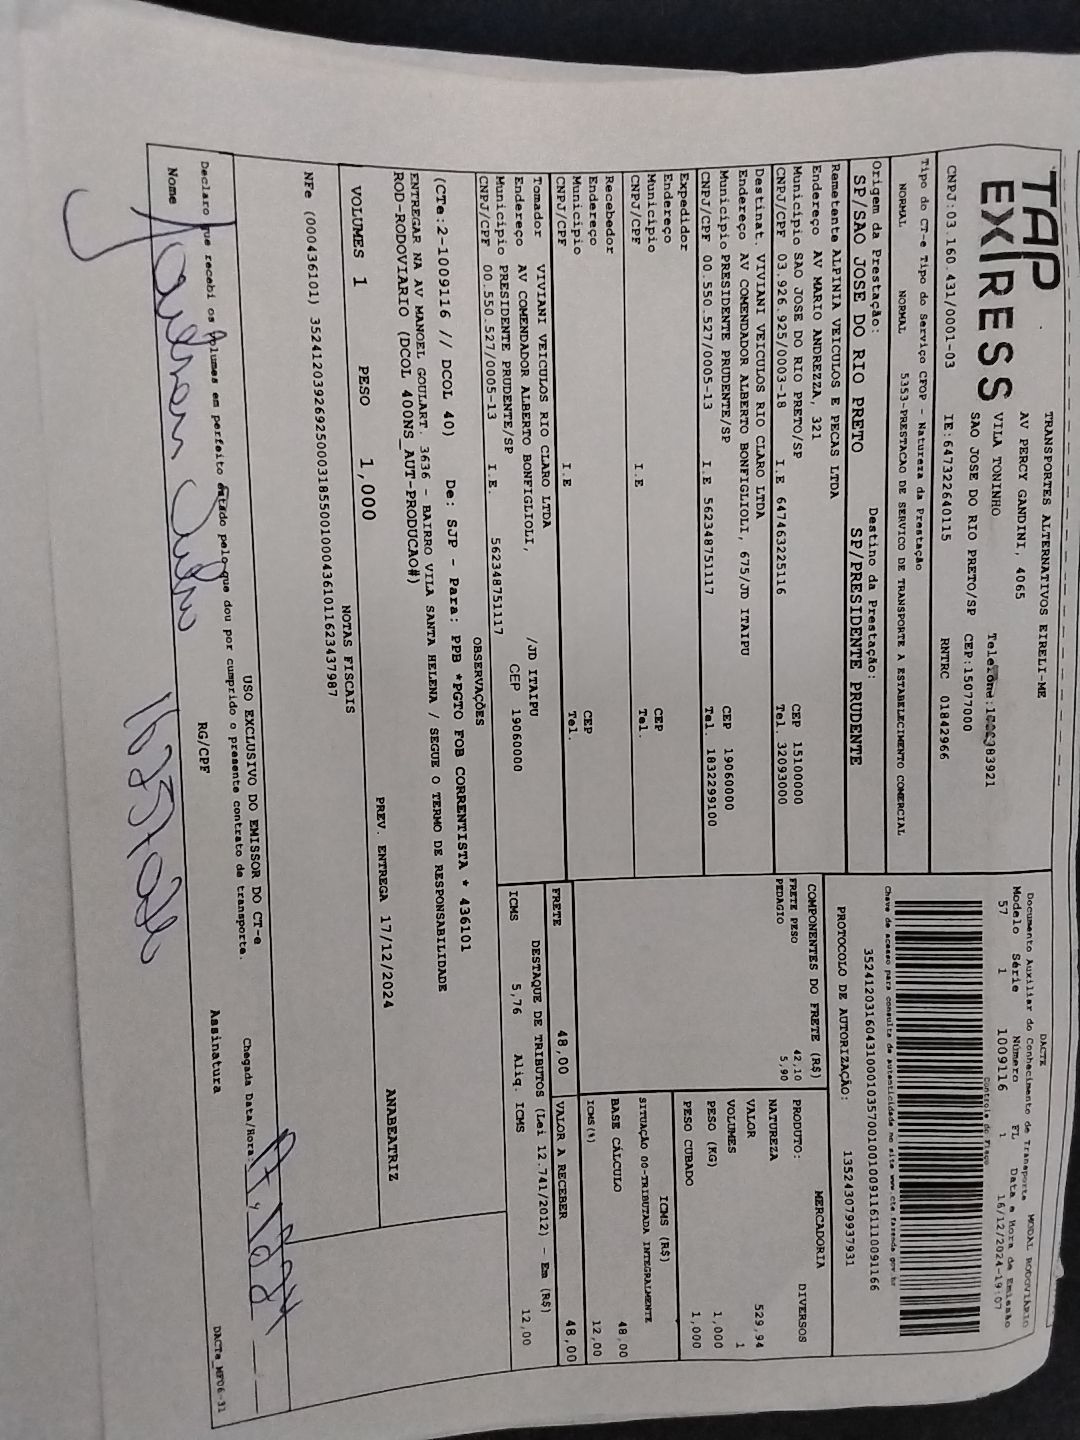 TAP EXPRESS
TRANSPORTES ALTERNATIVOS EIRELI-ME
AV PERCY GANDINI, 4065
VILA TONINHO
SAO JOSE DO RIO PRETO/SP CEP:15077000
CNPJ:03.160.431/0001-03 IE:647322640115 RNTRC 01842966
DACTE
Documento Auxiliar do Conhecimento de Transporte MODAL RODOVIÁRIO
Modelo Série Número FL Data e Hora de Emissão
57 1 1009116 1 16/12/2024-19:07
Controle do Fisco
Chave de acesso para consulta de autenticidade no site www.cte.fazenda.gov.br
PROTOCOLO DE AUTORIZAÇÃO: 135243079937931
Tipo do CT-e Tipo do Serviço CFOP - Natureza da Prestação
NORMAL NORMAL 5353-PRESTACAO DE SERVICO DE TRANSPORTE A ESTABELECIMENTO COMERCIAL
Origem da Prestação: Destino da Prestação:
SP/SAO JOSE DO RIO PRETO SP/PRESIDENTE PRUDENTE
Remetente ALPINIA VEICULOS E PECAS LTDA
Endereço AV MARIO ANDREZZA, 321
Município SAO JOSE DO RIO PRETO/SP CEP 15100000
CNPJ/CPF 03.926.925/0003-18 I.E 647463225116 Tel. 32093000
Destinat. VIVIANI VEICULOS RIO CLARO LTDA
Endereço AV COMENDADOR ALBERTO BONFIGLIOLI, 675/JD ITAIPU
Município PRESIDENTE PRUDENTE/SP CEP 19060000
CNPJ/CPF 00.550.527/0005-13 I.E 562348751117 Tel. 1832299100
Expedidor
Endereço
Município CEP
CNPJ/CPF I.E Tel.
Recebedor
Endereço
Município CEP
CNPJ/CPF I.E Tel.
Tomador VIVIANI VEICULOS RIO CLARO LTDA
Endereço AV COMENDADOR ALBERTO BONFIGLIOLI, /JD ITAIPU
Município PRESIDENTE PRUDENTE/SP CEP 19060000
CNPJ/CPF 00.550.527/0005-13 I.E. 562348751117
COMPONENTES DO FRETE (R$)
FRETE PESO 42,10
PEDAGIO 5,90
PRODUTO: MERCADORIA
NATUREZA DIVERSOS
VALOR 529,94
VOLUMES 1
PESO (KG) 1,000
PESO CUBADO 1,000
ICMS (R$)
SITUAÇÃO 00-TRIBUTADA INTEGRALMENTE
BASE CÁLCULO 48,00
ICMS(%) 12,00
FRETE 48,00 VALOR A RECEBER 48,00
DESTAQUE DE TRIBUTOS (Lei 12.741/2012) - Em (R$)
ICMS 5,76 Aliq. ICMS 12,00
OBSERVAÇÕES
(CTe:2-1009116 // DCOL 40) De: SJP - Para: PPB *PGTO FOB CORRENTISTA * 436101
ENTREGAR NA AV MANOEL GOULART 3636 - BAIRRO VILA SANTA HELENA / SEGUE O TERMO DE RESPONSABILIDADE
ROD-RODOVIARIO (DCOL 400NS_AUT-PRODUCAO#)
VOLUMES 1 PESO 1,000 PREV. ENTREGA 17/12/2024 ANABEATRIZ
NOTAS FISCAIS
NFe (000436101) 35241203926925000318550010004361011623437987
USO EXCLUSIVO DO EMISSOR DO CT-e
Chegada Data/Hora:
Declaro que recebi os volumes em perfeito estado pelo que dou por cumprido o presente contrato de transporte.
Nome RG/CPF Assinatura
DACTe_MF06-31